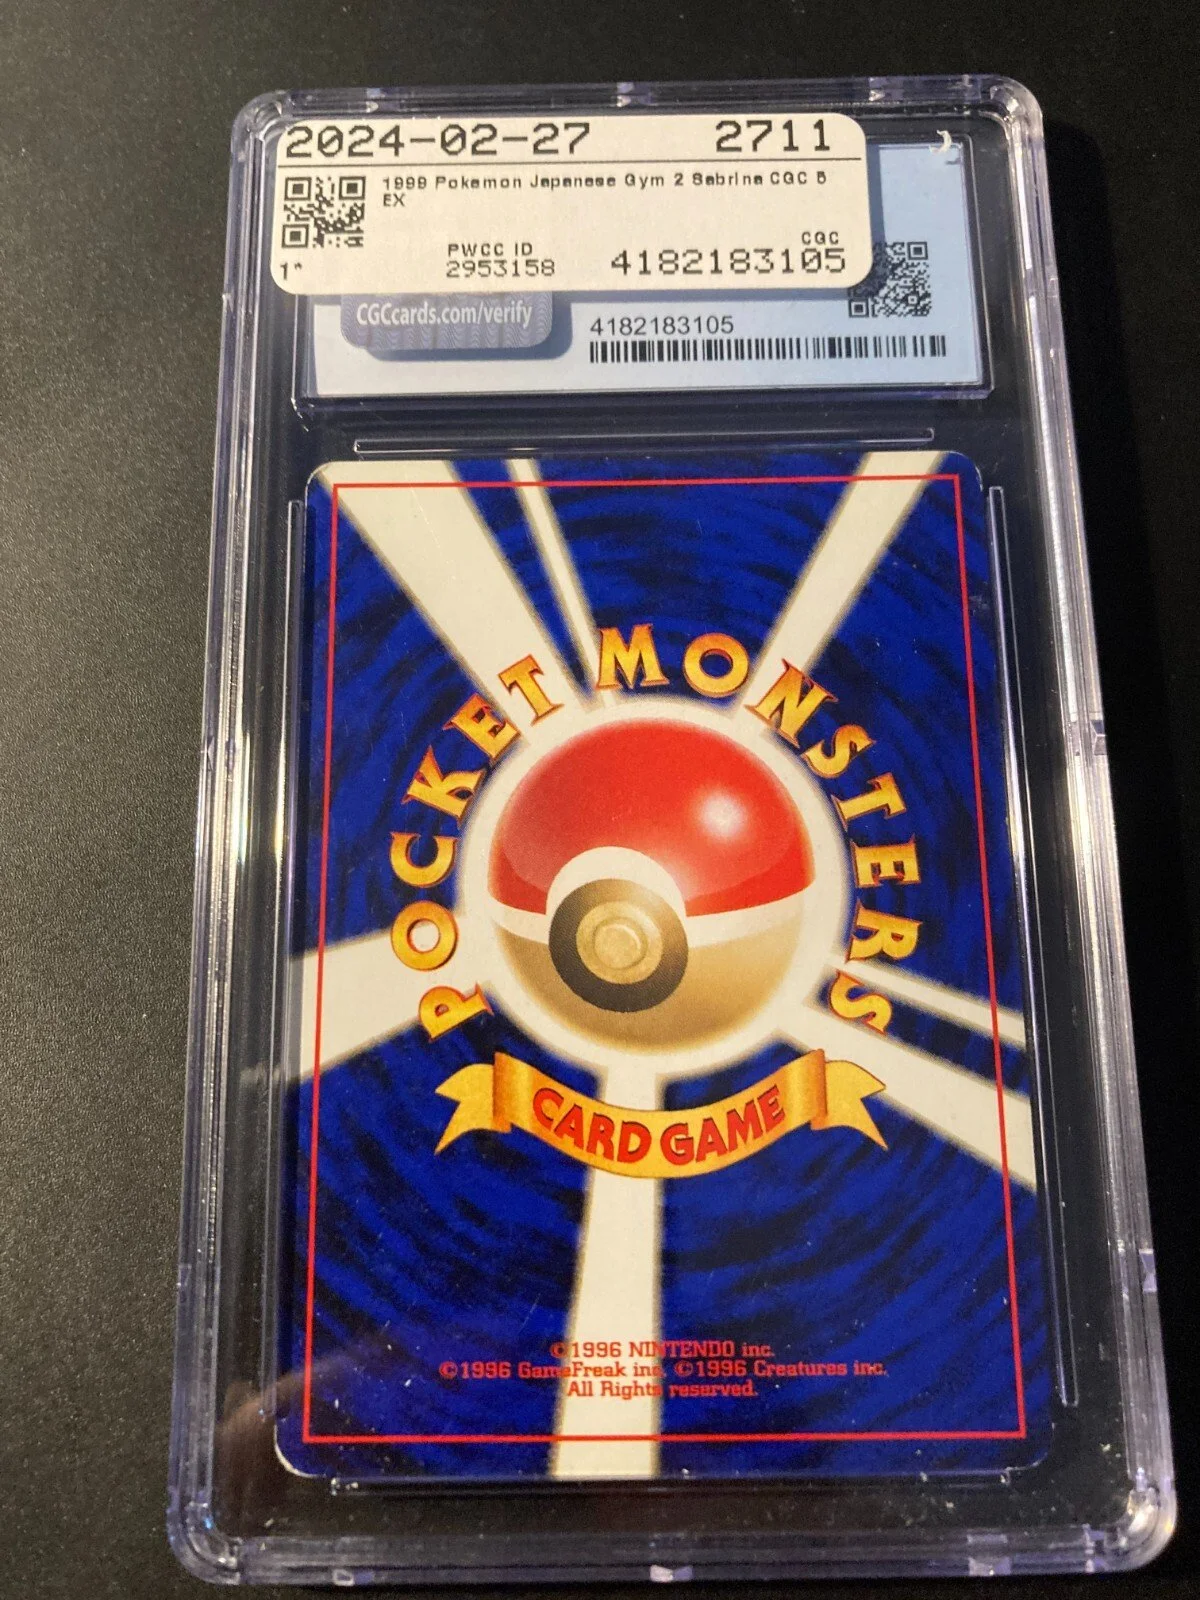 2024-02-27 2711
1999 Pokemon Japanese Gym 2 Sabrina CGC 5
EX
PWCC ID CGC
1* 2953158 4182183105
CGCcards.com/verify
4182183105
POCKET MONSTERS
CARD GAME
©1996 NINTENDO inc.
©1996 GameFreak inc. ©1996 Creatures inc.
All Rights reserved.